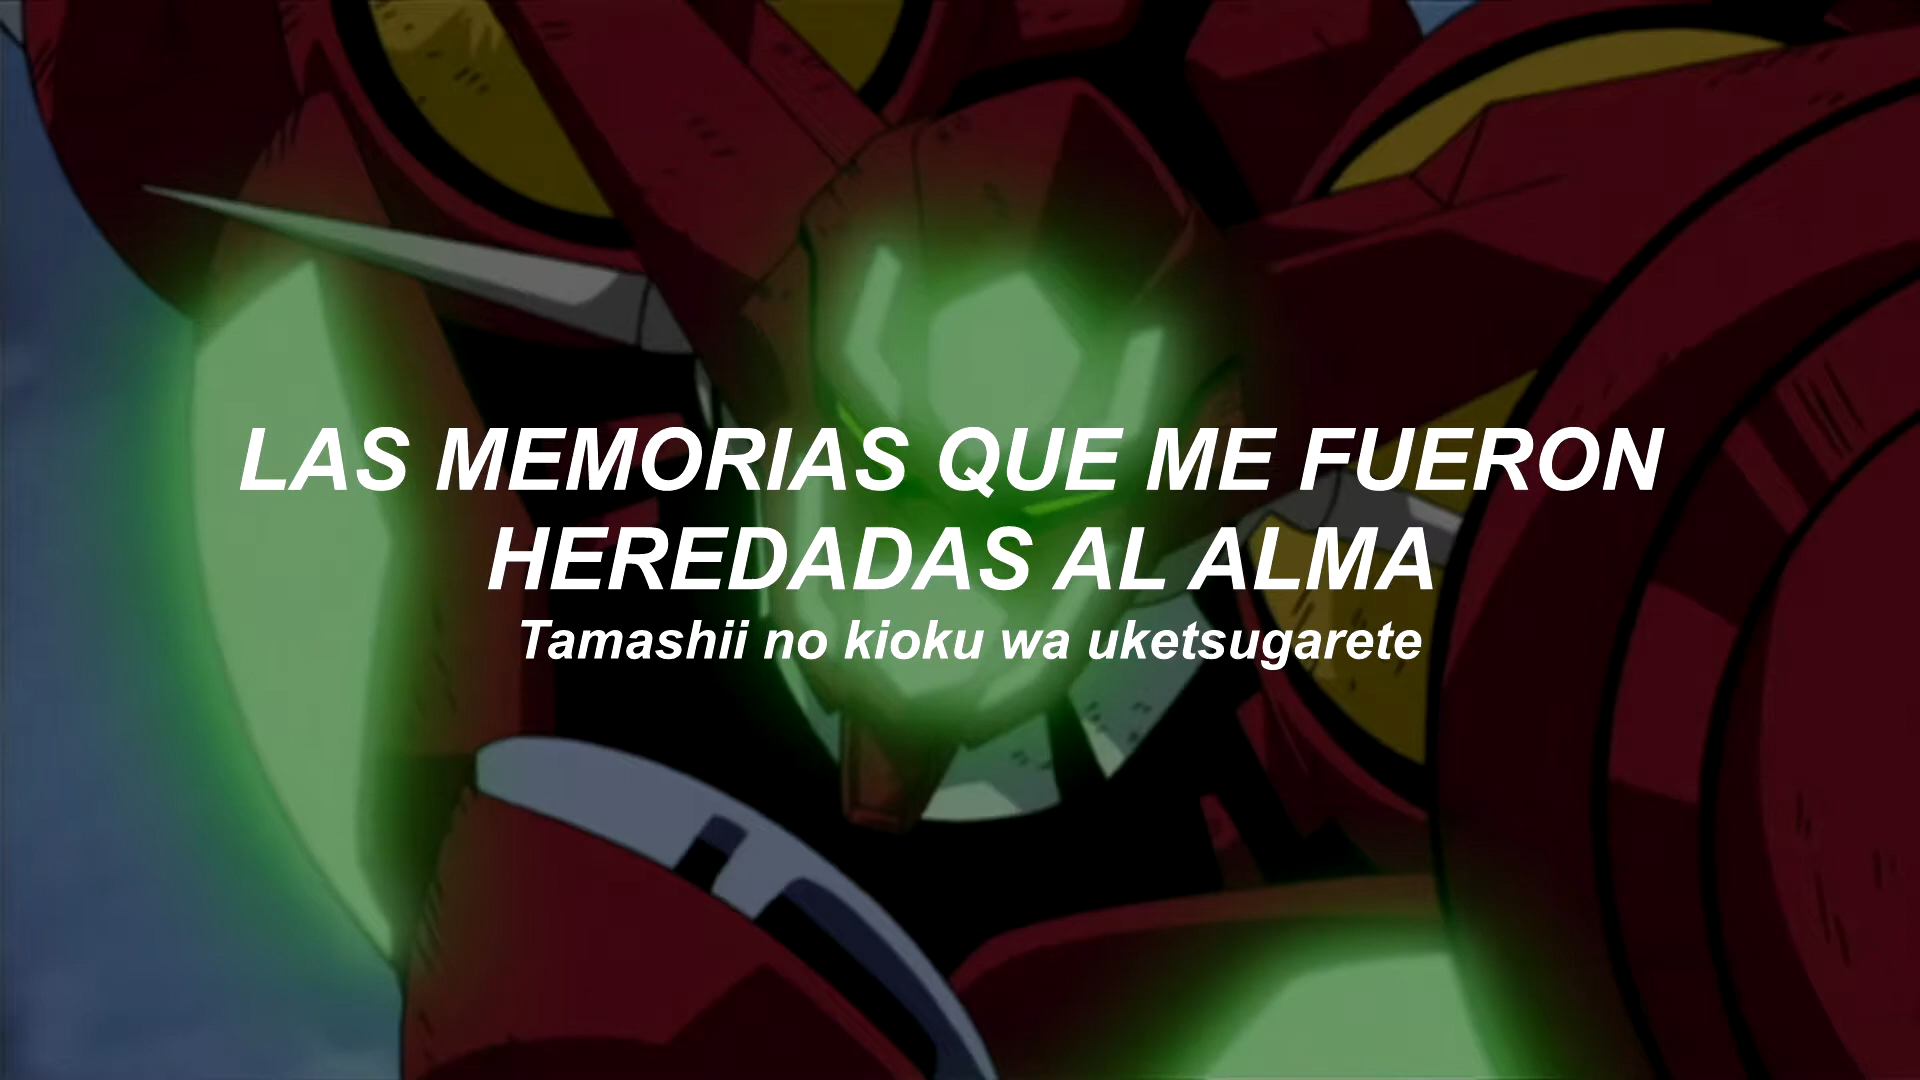 LAS MEMORIAS QUE ME FUERON
HEREDADAS AL ALMA
Tamashii no kioku wa uketsugarete